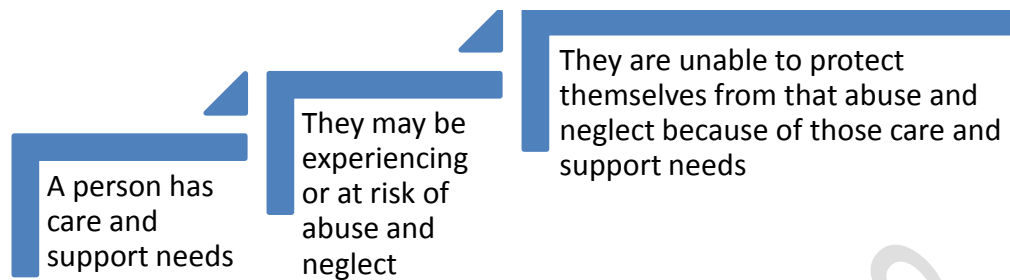 A person has
care and
support needs
They may be
experiencing
or at risk of
abuse and
neglect
They are unable to protect
themselves from that abuse and
neglect because of those care and
support needs